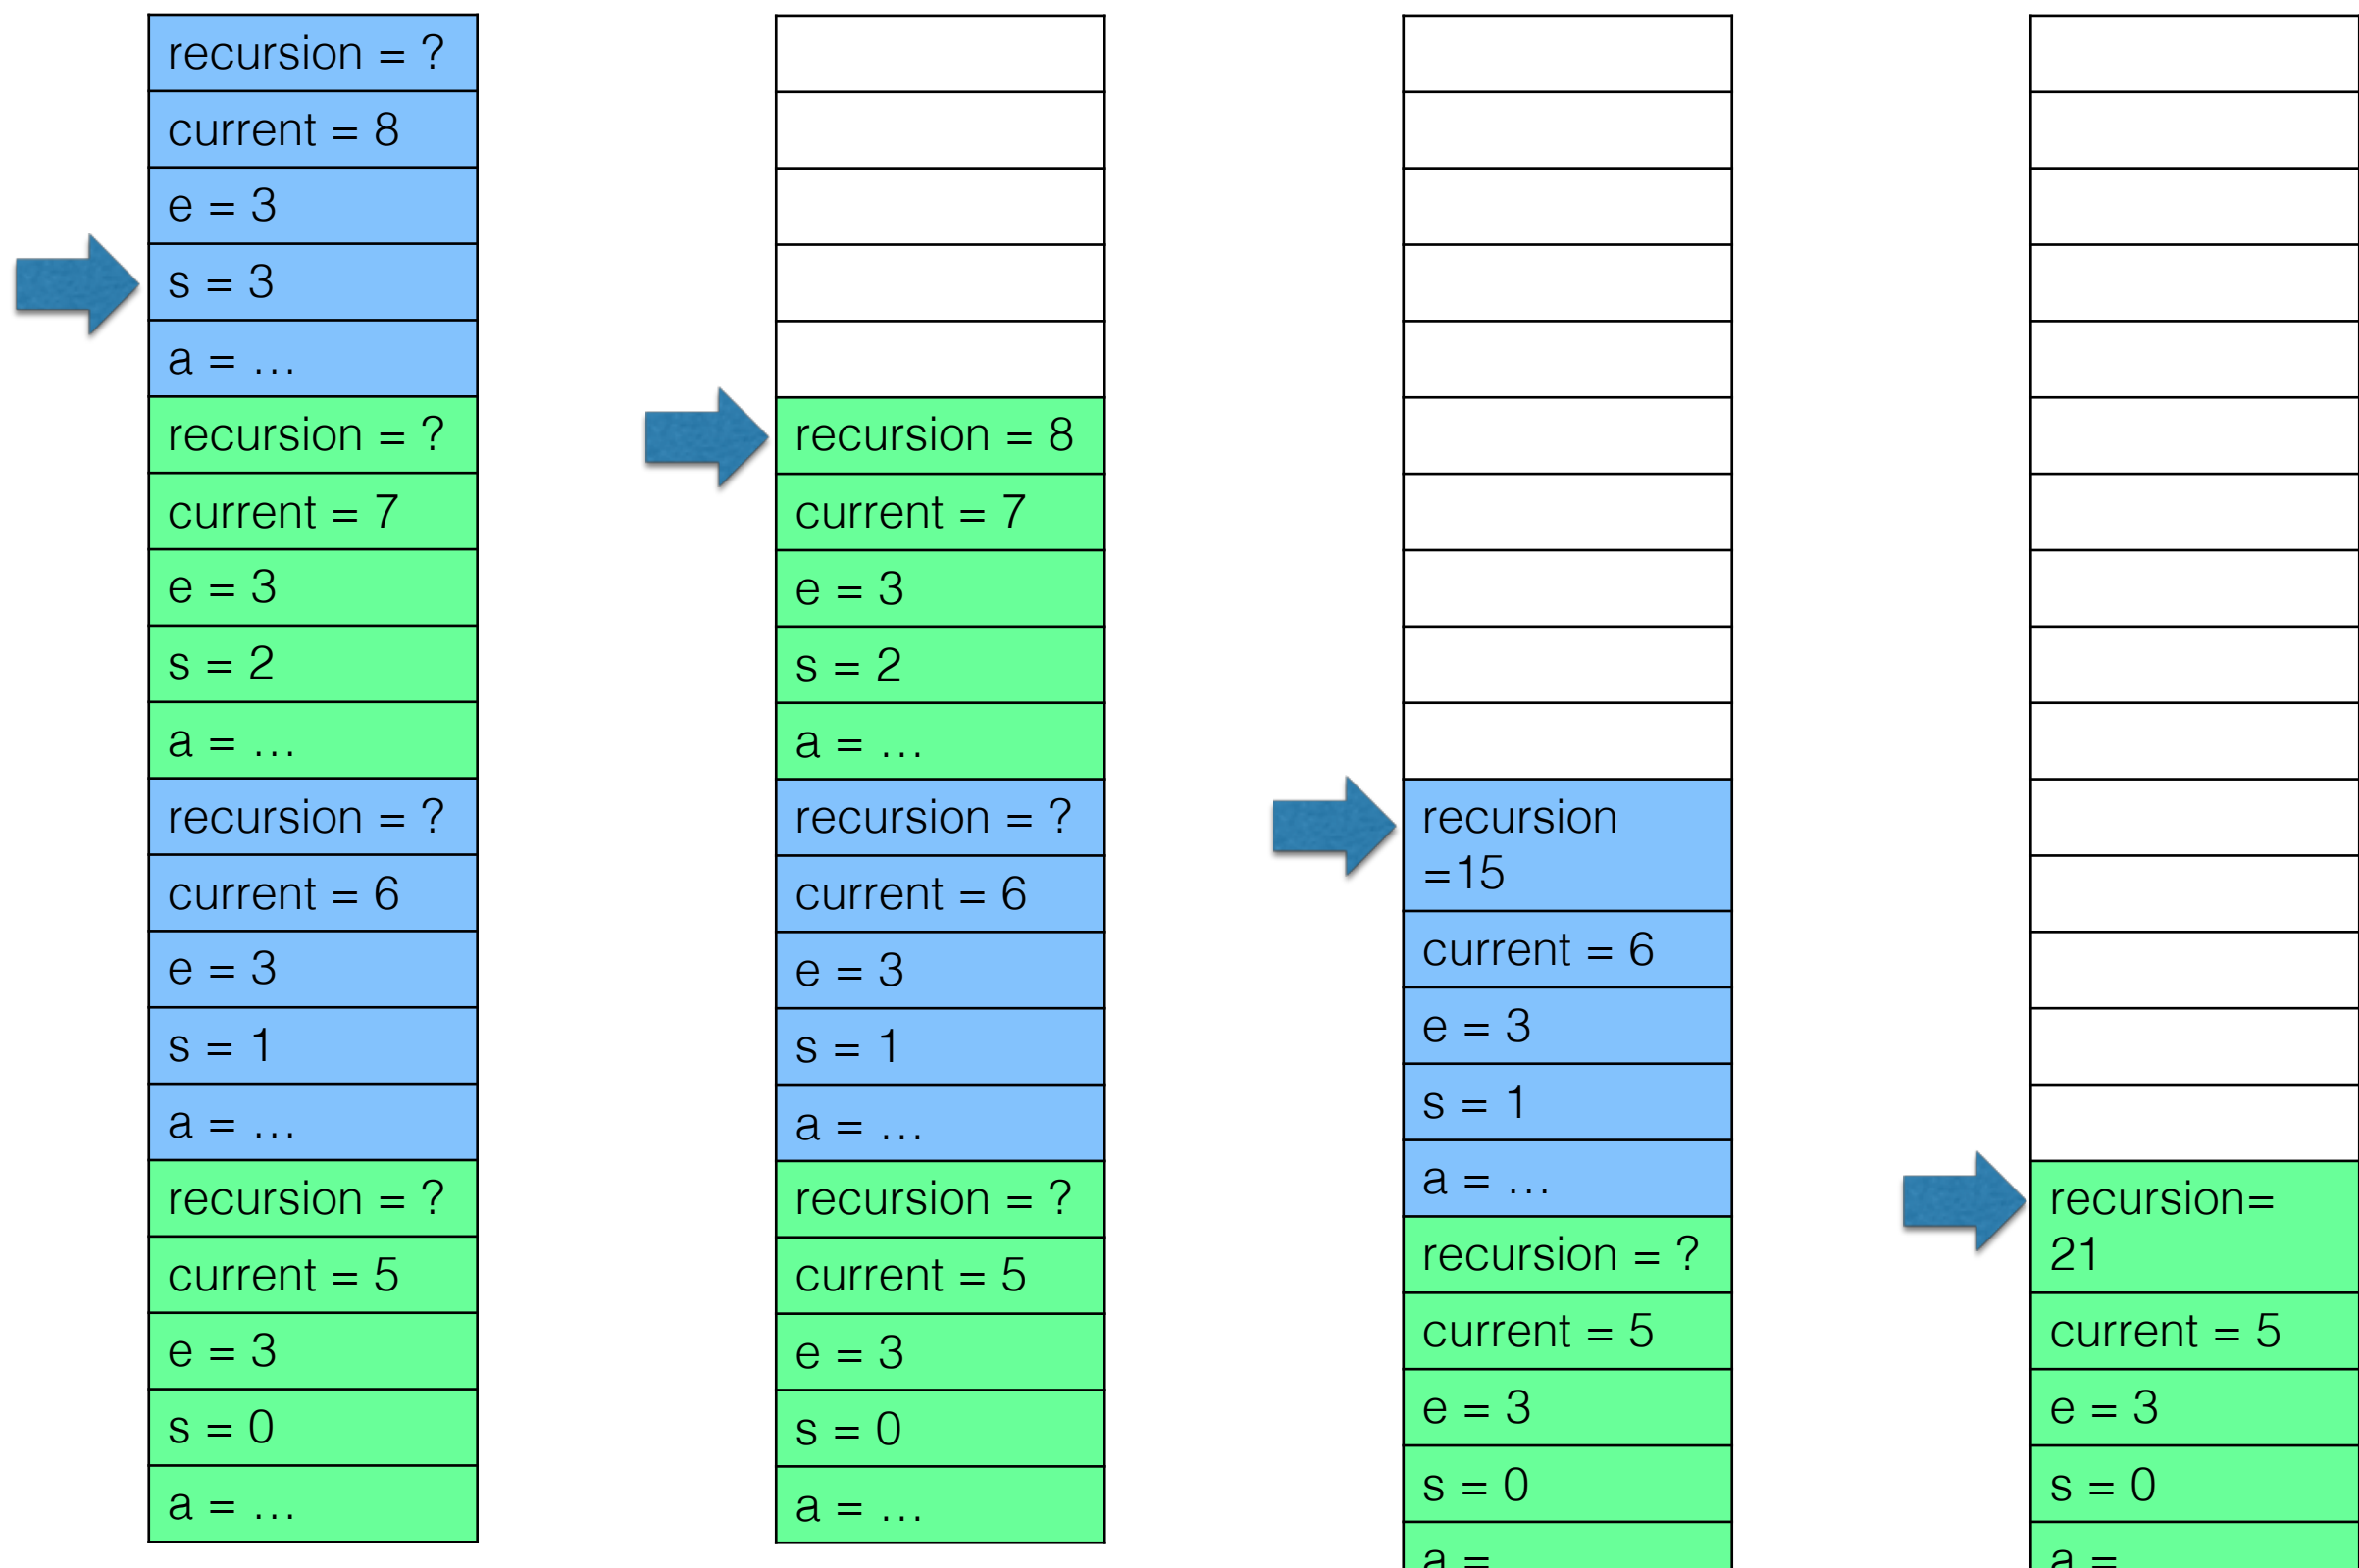 recursion = ?
current = 8
e = 3
s = 3
a = …
recursion = ?
current = 7
e = 3
s = 2
a = …
recursion = ?
current = 6
e = 3
s = 1
a = …
recursion = ?
current = 5
e = 3
s = 0
a = …
recursion = 8
current = 7
e = 3
s = 2
a = …
recursion = ?
current = 6
e = 3
s = 1
a = …
recursion = ?
current = 5
e = 3
s = 0
a = …
recursion
=15
current = 6
e = 3
s = 1
a = …
recursion = ?
current = 5
e = 3
s = 0
a =
recursion=
21
current = 5
e = 3
s = 0
a =